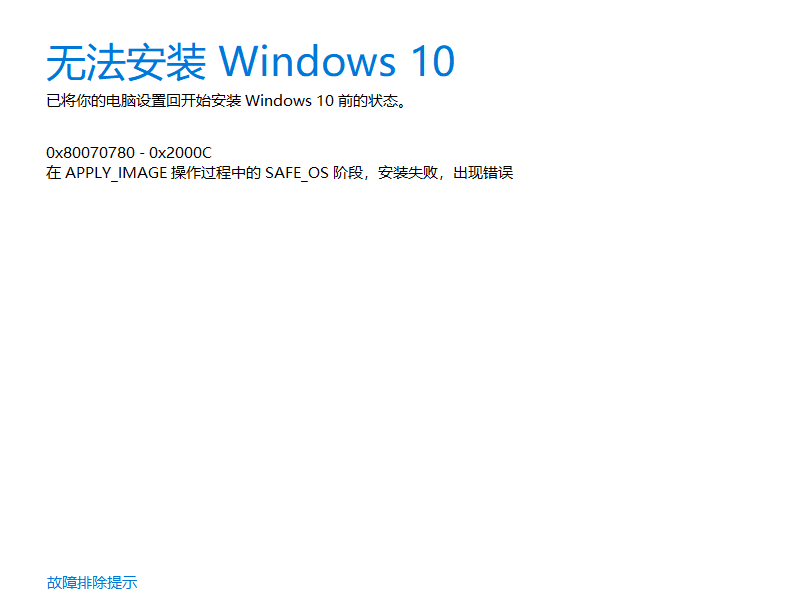 无法安装 Windows 10
已将你的电脑设置回开始安装 Windows 10 前的状态。
0x80070780 - 0x2000C
在 APPLY_IMAGE 操作过程中的 SAFE_OS 阶段，安装失败，出现错误
故障排除提示